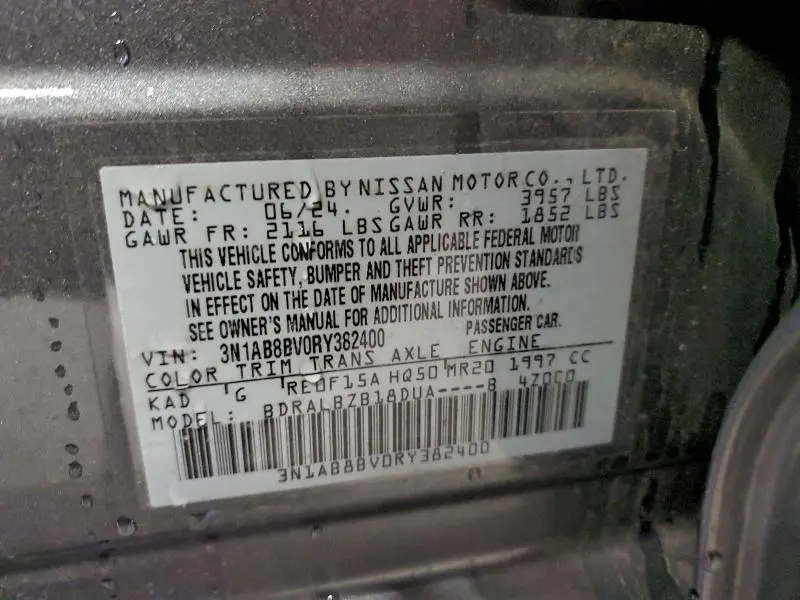 MANUFACTURED BY NISSAN MOTOR CO., LTD.
DATE: 06/24. GVWR: 3957 LBS
GAWR FR: 2116 LBS GAWR RR: 1852 LBS
THIS VEHICLE CONFORMS TO ALL APPLICABLE FEDERAL MOTOR
VEHICLE SAFETY, BUMPER AND THEFT PREVENTION STANDARDS
IN EFFECT ON THE DATE OF MANUFACTURE SHOWN ABOVE.
SEE OWNER'S MANUAL FOR ADDITIONAL INFORMATION.
VIN: 3N1AB8BV0RY382400 PASSENGER CAR.
COLOR TRIM TRANS AXLE ENGINE
KAD G RE0F15A HQ50 MR20 1997 CC
MODEL: BDRALBZB18DUA----B 4Z0C0
3N1AB8BV0RY382400